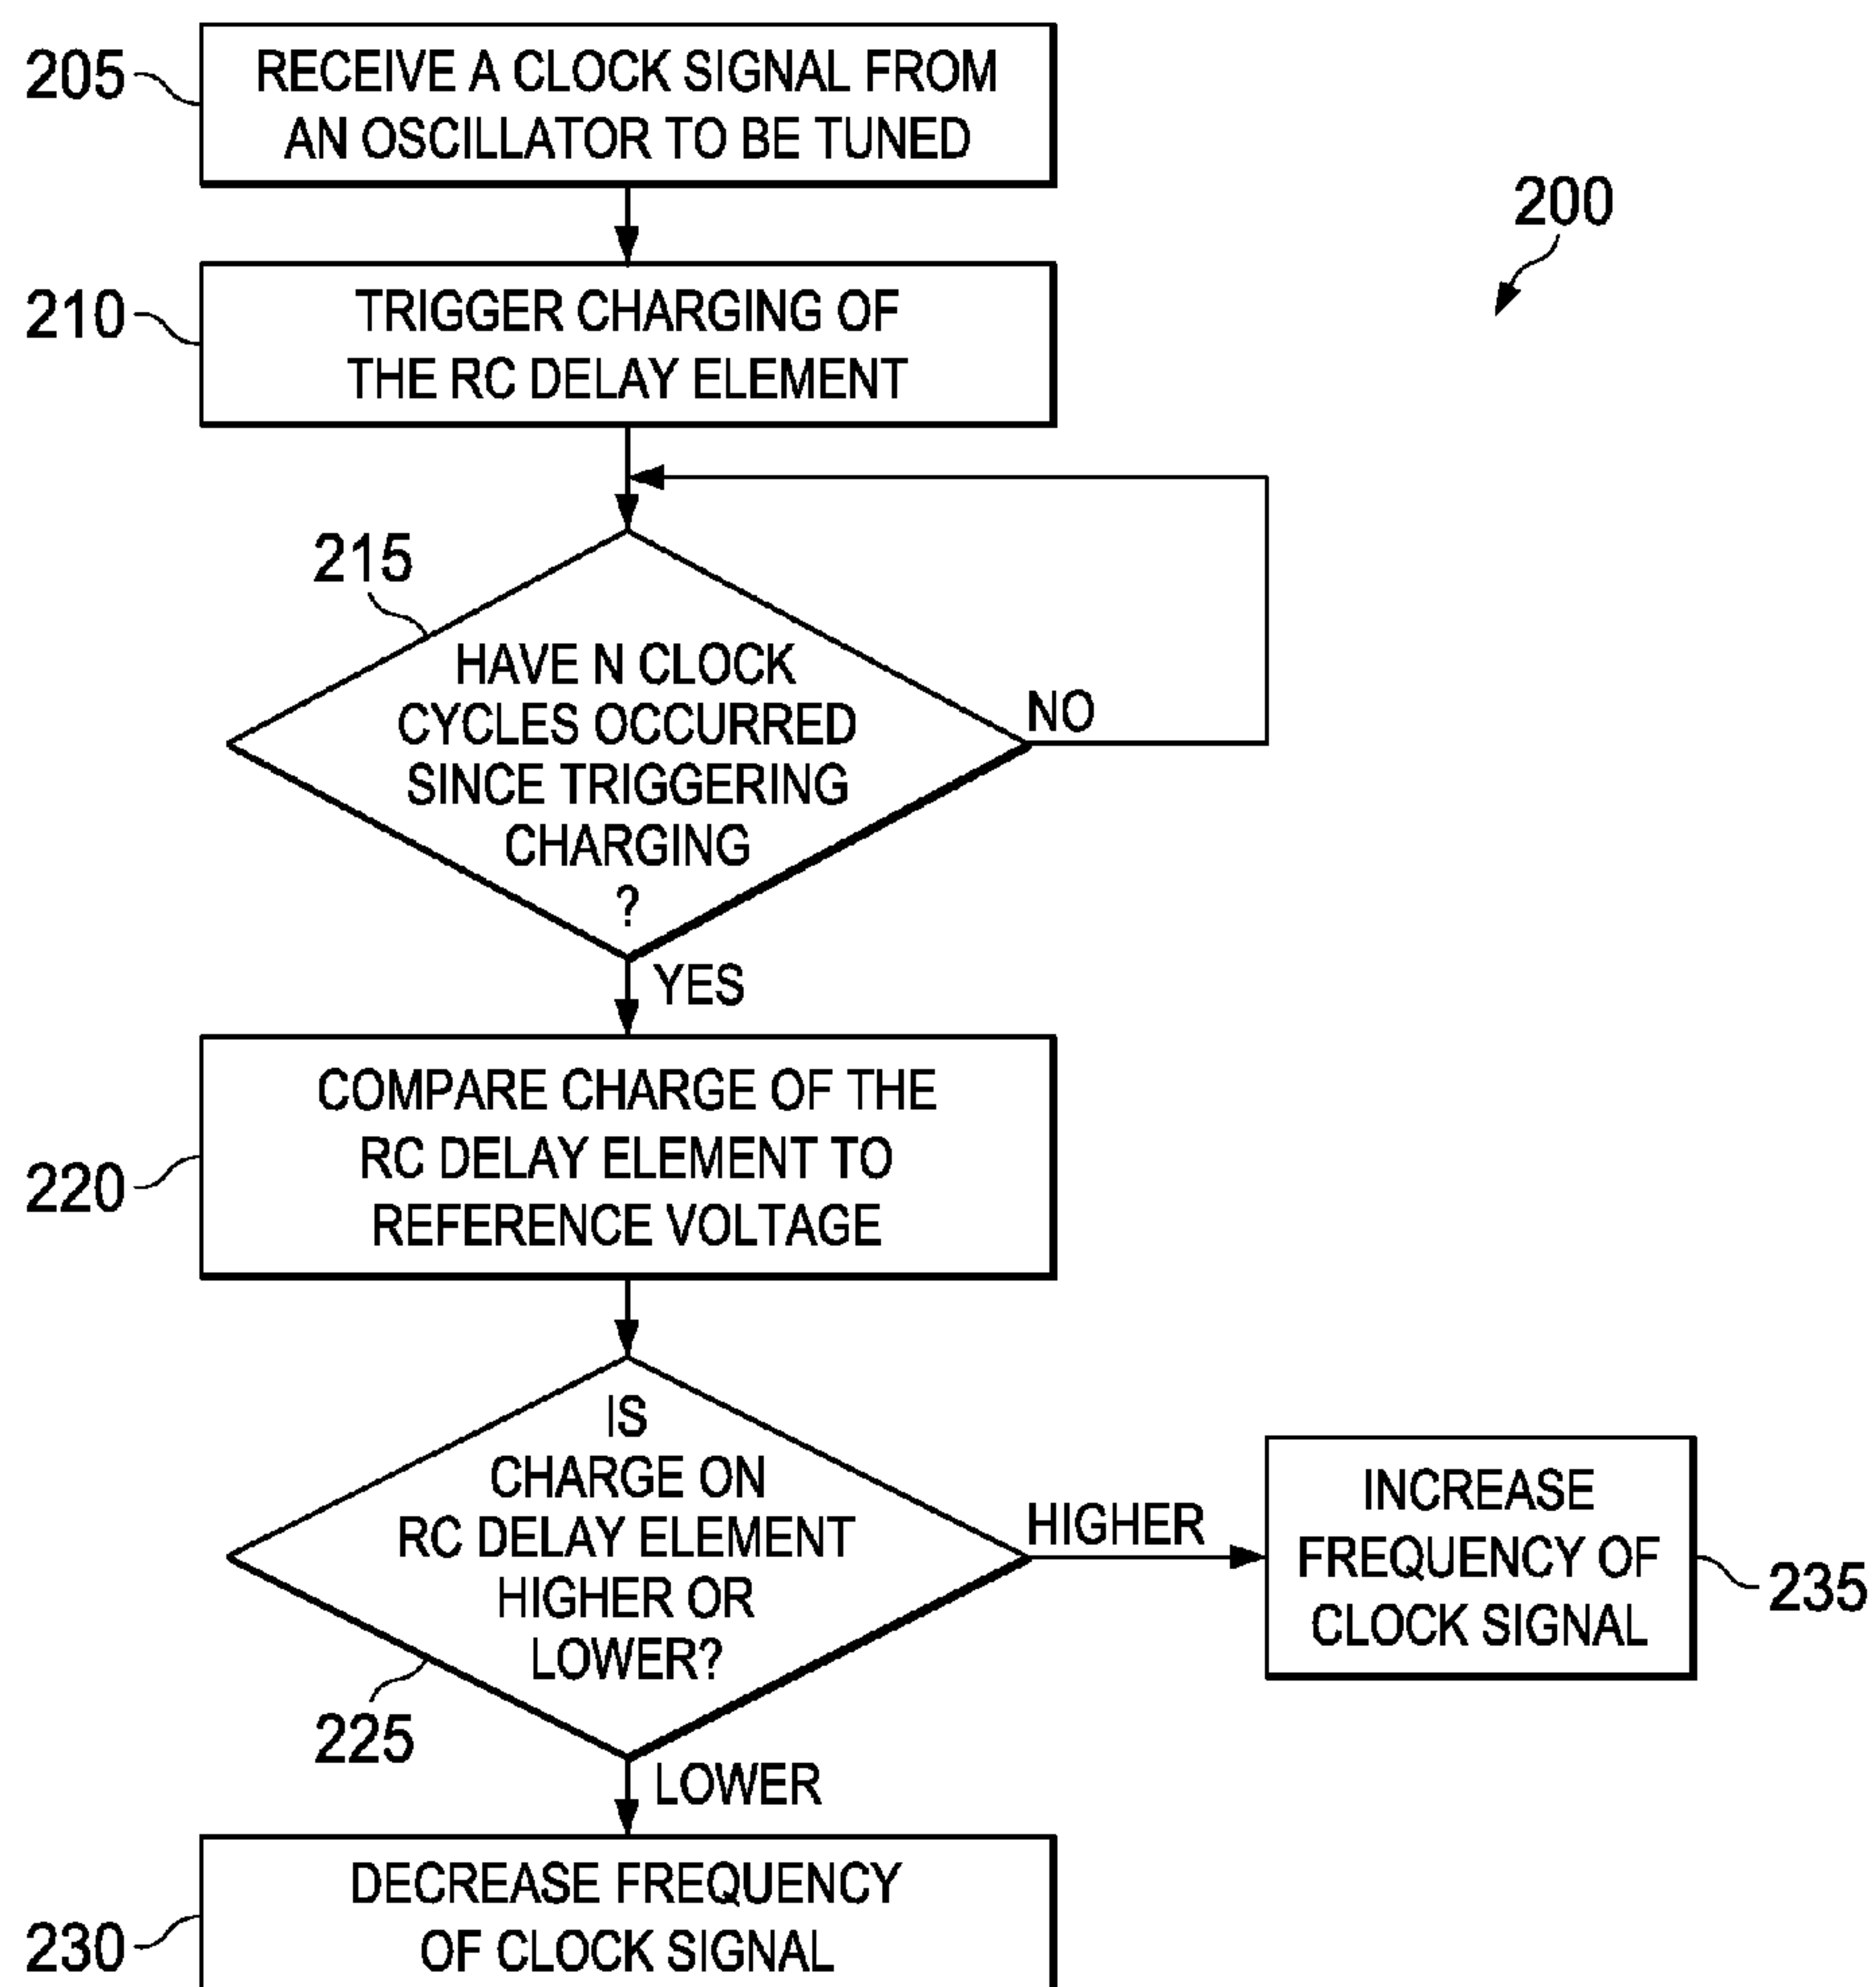 205
RECEIVE A CLOCK SIGNAL FROM
AN OSCILLATOR TO BE TUNED
200
210
TRIGGER CHARGING OF
THE RC DELAY ELEMENT
215
HAVE N CLOCK
CYCLES OCCURRED
SINCE TRIGGERING
CHARGING
?
NO
YES
220
COMPARE CHARGE OF THE
RC DELAY ELEMENT TO
REFERENCE VOLTAGE
IS
CHARGE ON
RC DELAY ELEMENT
HIGHER OR
LOWER?
225
HIGHER
INCREASE
FREQUENCY OF
CLOCK SIGNAL
235
LOWER
230
DECREASE FREQUENCY
OF CLOCK SIGNAL